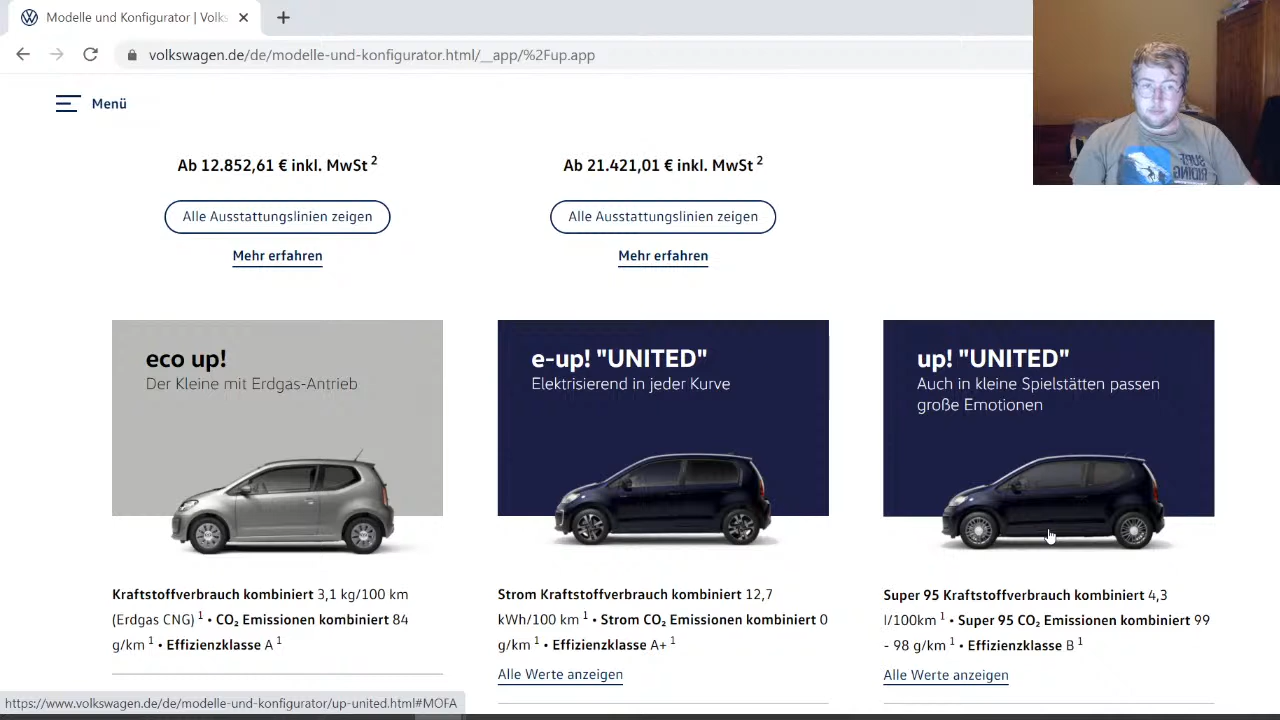 Modelle und Konfigurator | Volks
volkswagen.de/de/modelle-und-konfigurator.html/__app/%2Fup.app
Menü
Ab 12.852,61 € inkl. MwSt 2
Ab 21.421,01 € inkl. MwSt 2
Alle Ausstattungslinien zeigen
Alle Ausstattungslinien zeigen
Mehr erfahren
Mehr erfahren
eco up!
Der Kleine mit Erdgas-Antrieb
e-up! "UNITED"
Elektrisierend in jeder Kurve
up! "UNITED"
Auch in kleine Spielstätten passen
große Emotionen
Kraftstoffverbrauch kombiniert 3,1 kg/100 km
(Erdgas CNG) 1 • CO₂ Emissionen kombiniert 84
g/km 1 • Effizienzklasse A 1
Strom Kraftstoffverbrauch kombiniert 12,7
kWh/100 km 1 • Strom CO₂ Emissionen kombiniert 0
g/km 1 • Effizienzklasse A+ 1
Alle Werte anzeigen
Super 95 Kraftstoffverbrauch kombiniert 4,3
l/100km 1 • Super 95 CO₂ Emissionen kombiniert 99
- 98 g/km 1 • Effizienzklasse B 1
Alle Werte anzeigen
https://www.volkswagen.de/de/modelle-und-konfigurator/up-united.html#MOFA
SURF
RIDING